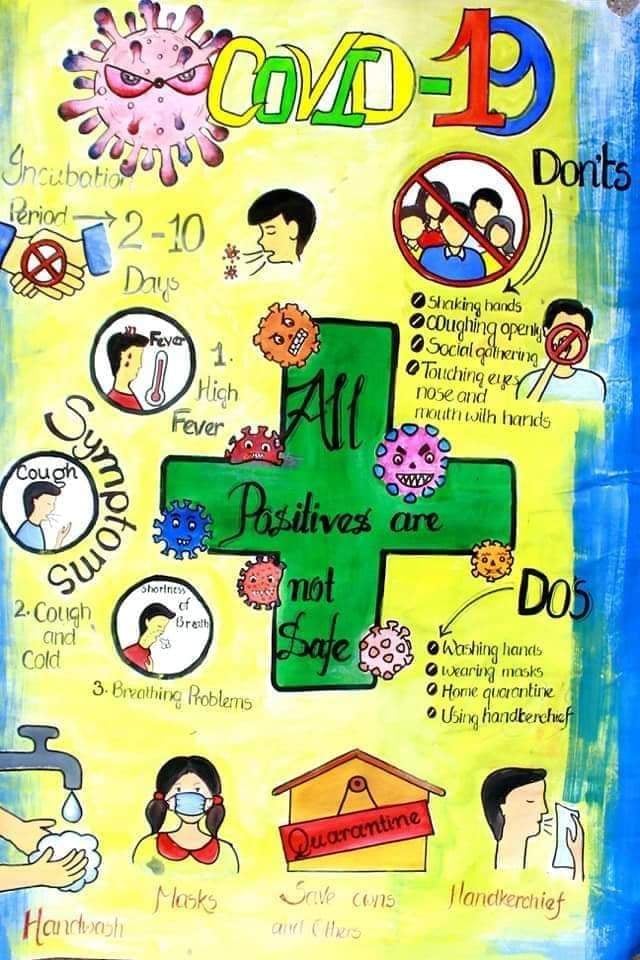 COVID-19
Incubation
Period → 2-10
Days
Don'ts
Shaking hands
Coughing openly
Social gathering
Touching eyes
nose and
mouth with hands
Fever
1.
High
Fever
Symptoms
Cough
2. Cough
and
Cold
Shortness
of
Breath
3. Breathing Problems
All
Positives are
not
Safe
DOS
Washing hands
wearing masks
Home quarantine
Using handkerchief
Quarantine
Handwash
Masks
Save
and Others
Handkerchief